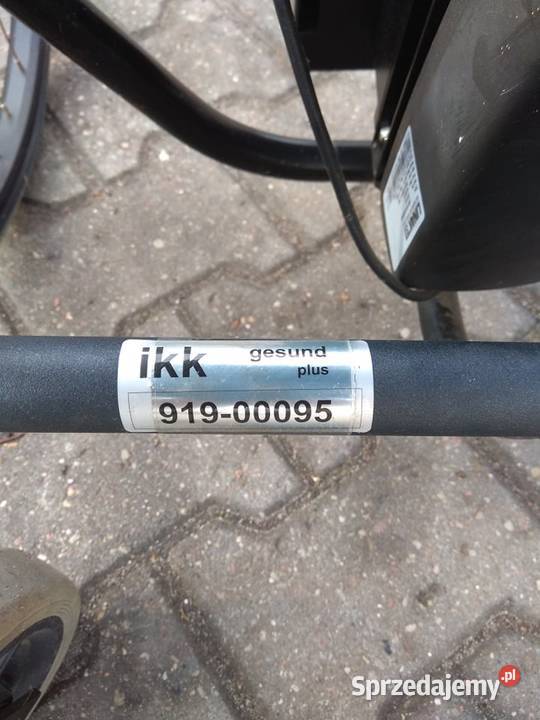 ikk gesund
plus
919-00095
Sprzedajemy.pl